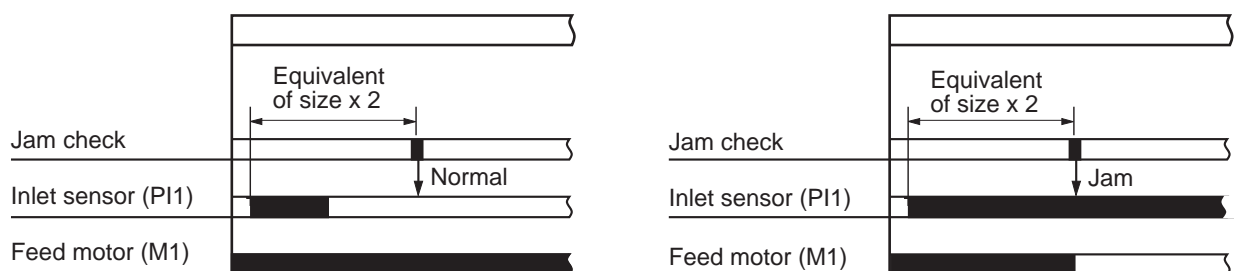 Equivalent
of size x 2
Jam check
Normal
Inlet sensor (PI1)
Feed motor (M1)
Equivalent
of size x 2
Jam check
Jam
Inlet sensor (PI1)
Feed motor (M1)